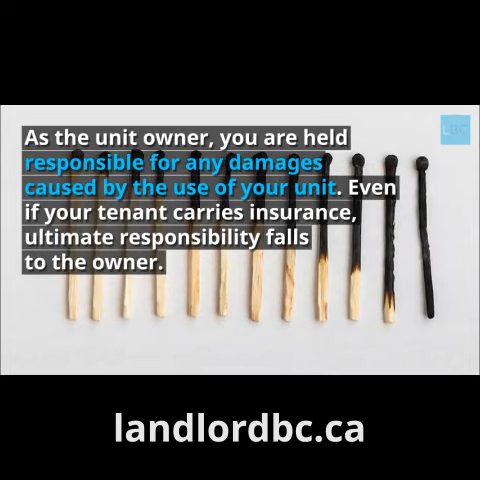 LBC
As the unit owner, you are held
responsible for any damages
caused by the use of your unit. Even
if your tenant carries insurance,
ultimate responsibility falls
to the owner.
landlordbc.ca